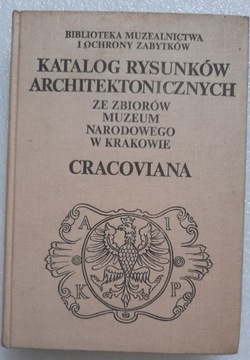 BIBLIOTEKA MUZEALNICTWA
I OCHRONY ZABYTKÓW
KATALOG RYSUNKÓW
ARCHITEKTONICZNYCH
ZE ZBIORÓW
MUZEUM
NARODOWEGO
W KRAKOWIE
CRACOVIANA
A I
K P